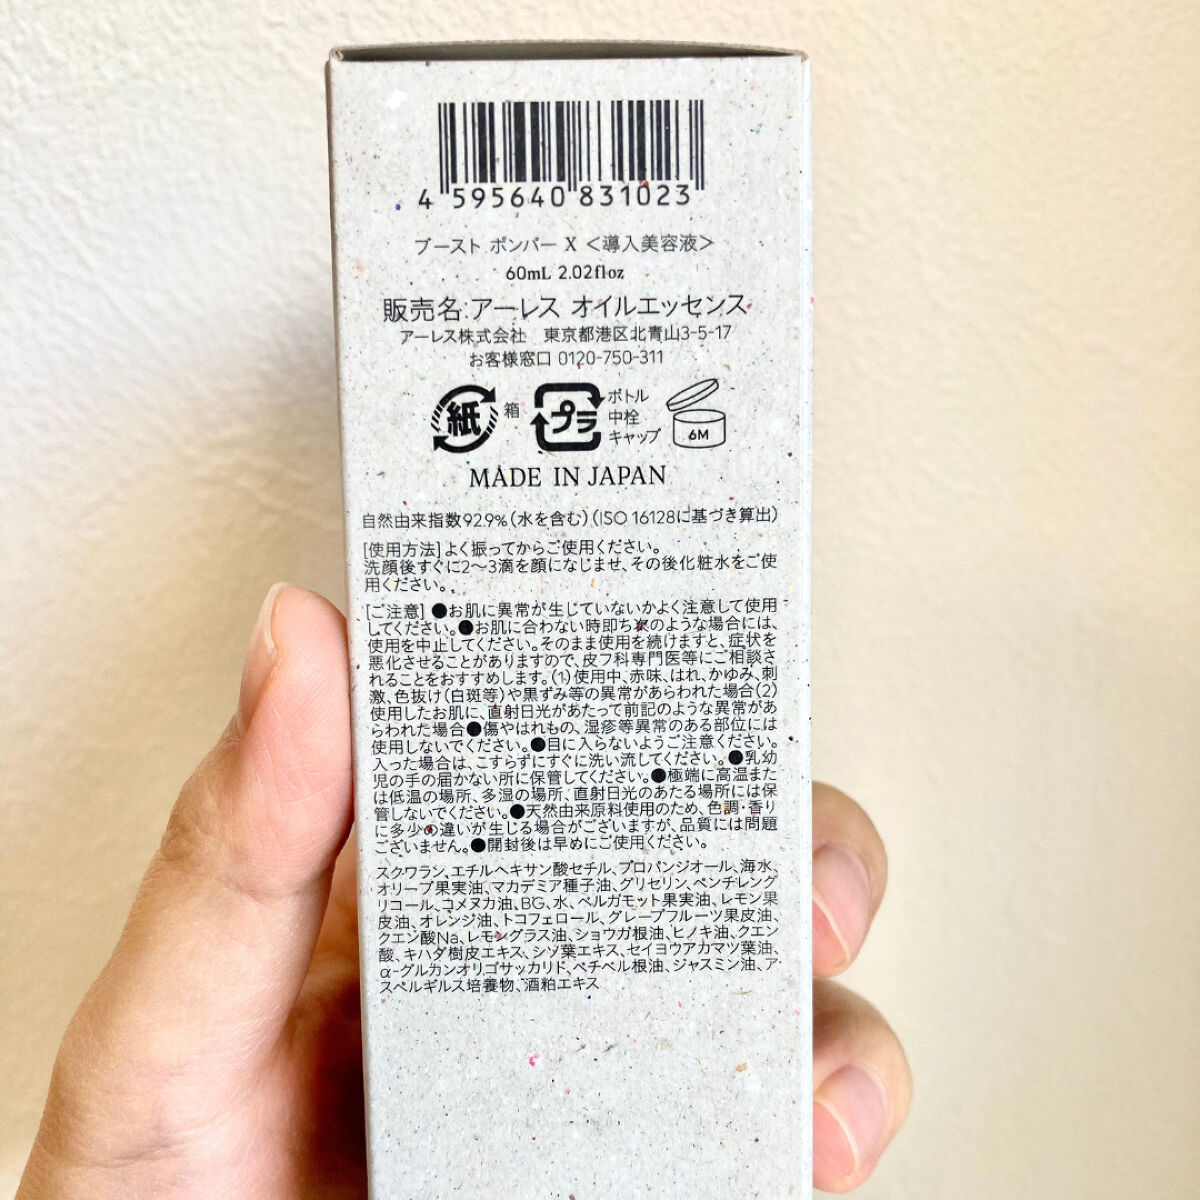 4 595640 831023
ブースト ボンバー X <導入美容液>
60mL 2.02fl oz
販売名:アーレス オイルエッセンス
アーレス株式会社 東京都港区北青山3-5-17
お客様窓口 0120-750-311
紙 箱
プラ ボトル
中栓
キャップ
6M
MADE IN JAPAN
自然由来指数92.9%(水を含む)(ISO 16128に基づき算出)
[使用方法]よく振ってからご使用ください。
洗顔後すぐに2〜3滴を顔になじませ、その後化粧水をご使
用ください。
[ご注意]●お肌に異常が生じていないかよく注意して使用
してください。●お肌に合わない時即ち次のような場合には、
使用を中止してください。そのまま使用を続けますと、症状を
悪化させることがありますので、皮フ科専門医等にご相談さ
れることをおすすめします。(1)使用中、赤味、はれ、かゆみ、刺
激、色抜け(白斑等)や黒ずみ等の異常があらわれた場合(2)
使用したお肌に、直射日光があたって前記のような異常があ
らわれた場合●傷やはれもの、湿疹等異常のある部位には
使用しないでください。●目に入らないようご注意ください。
入った場合は、こすらずにすぐに洗い流してください。●乳幼
児の手の届かない所に保管してください。●極端に高温また
は低温の場所、多湿の場所、直射日光のあたる場所には保
管しないでください。●天然由来原料使用のため、色調・香り
に多少の違いが生じる場合がございますが、品質には問題
ございません。●開封後は早めにご使用ください。
スクワラン、エチルヘキサン酸セチル、プロパンジオール、海水、
オリーブ果実油、マカデミア種子油、グリセリン、ペンチレング
リコール、コメヌカ油、BG、水、ベルガモット果実油、レモン果
皮油、オレンジ油、トコフェロール、グレープフルーツ果皮油、
クエン酸Na、レモングラス油、ショウガ根油、ヒノキ油、クエン
酸、キハダ樹皮エキス、シソ葉エキス、セイヨウアカマツ葉油、
α-グルカンオリゴサッカリド、ベチベル根油、ジャスミン油、ア
スペルギルス培養物、酒粕エキス